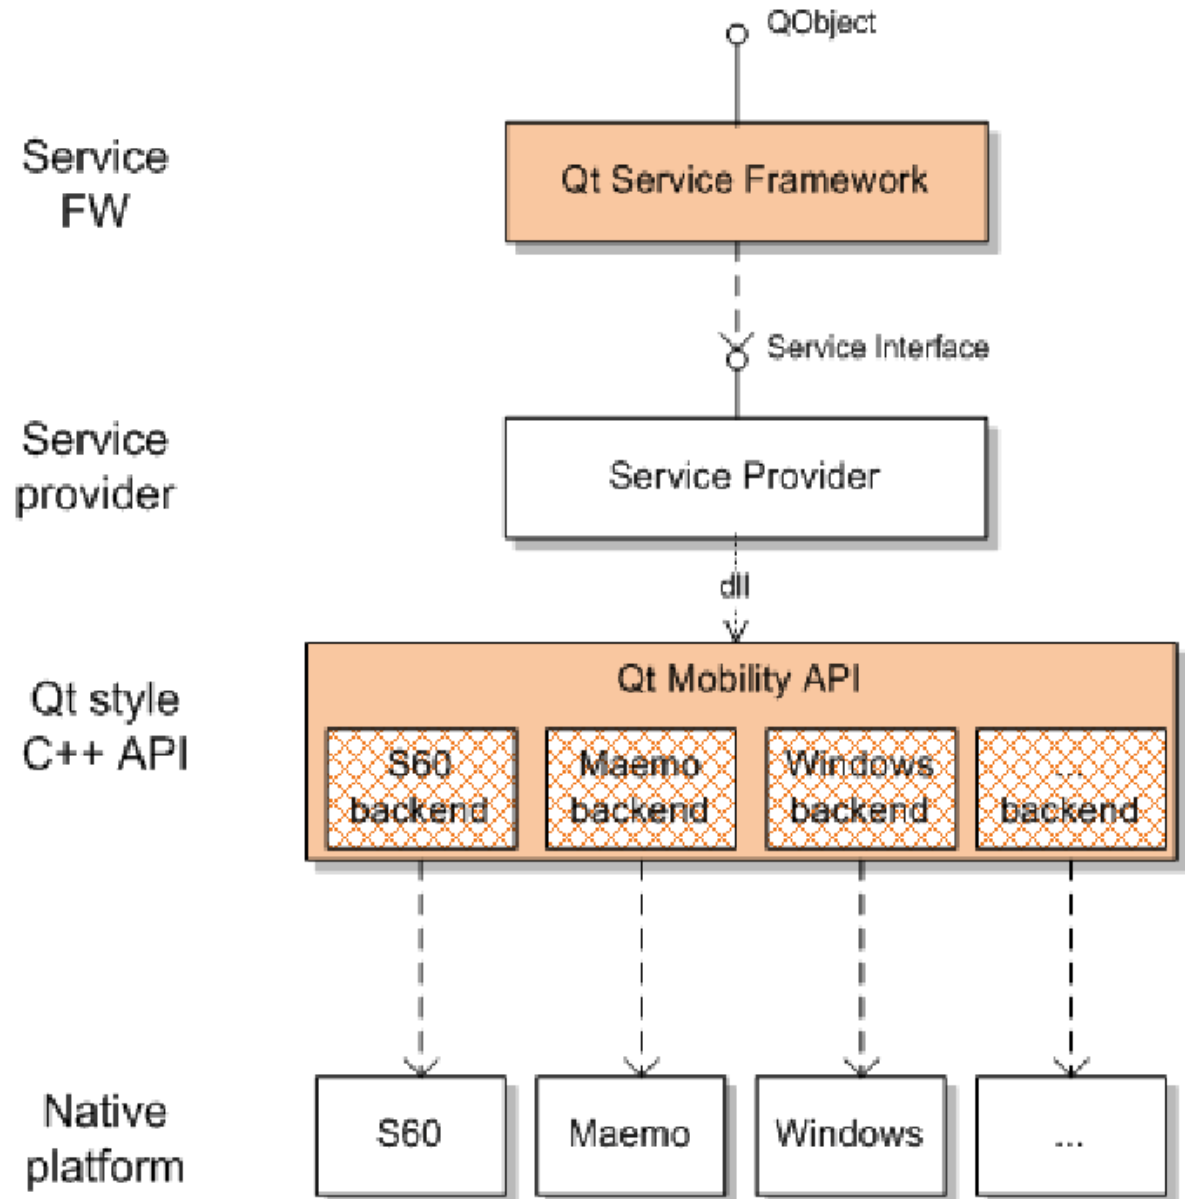 QObject
Service
FW
Qt Service Framework
Service Interface
Service
provider
Service Provider
dll
Qt style
C++ API
Qt Mobility API
S60
backend
Maemo
backend
Windows
backend
...
backend
Native
platform
S60
Maemo
Windows
...